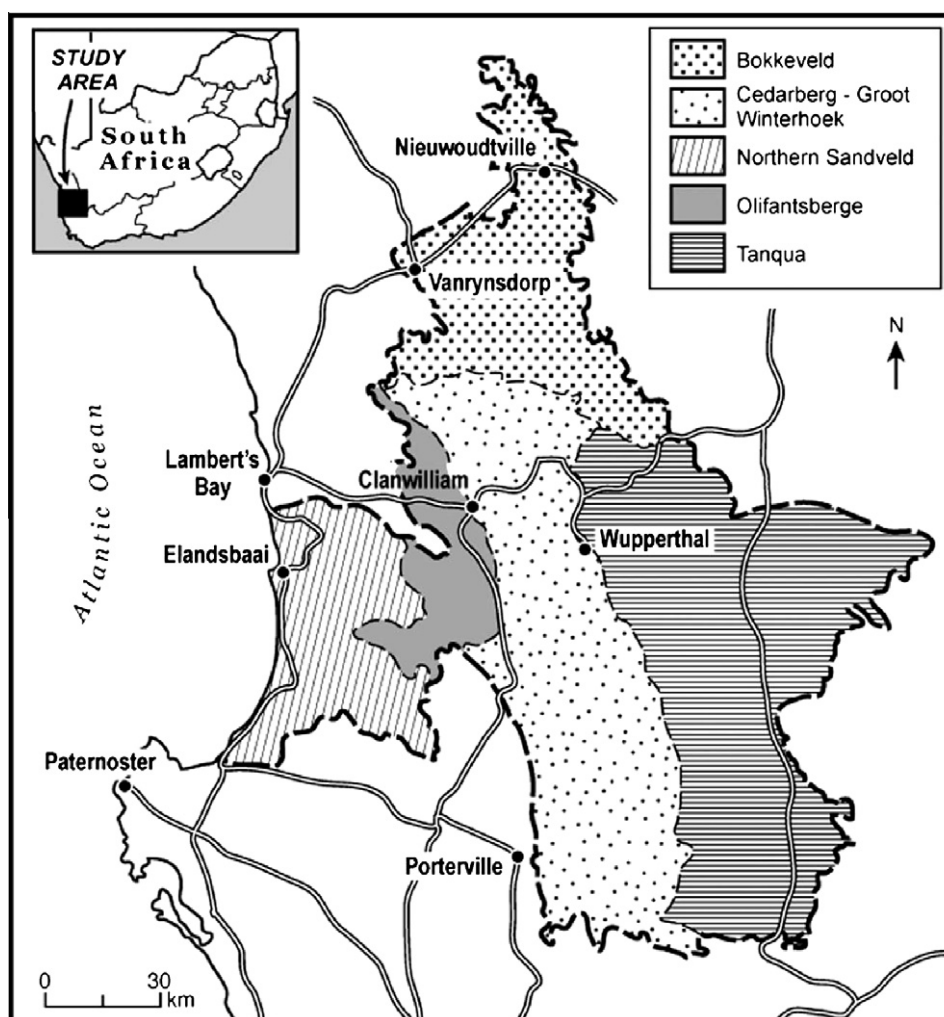 STUDY
AREA
South
Africa
Bokkeveld
Cedarberg - Groot
Winterhoek
Northern Sandveld
Olifantsberge
Tanqua
Nieuwoudtville
Vanrynsdorp
N
Atlantic Ocean
Lambert's
Bay
Clanwilliam
Wupperthal
Elandsbaai
Paternoster
Porterville
0 30
km